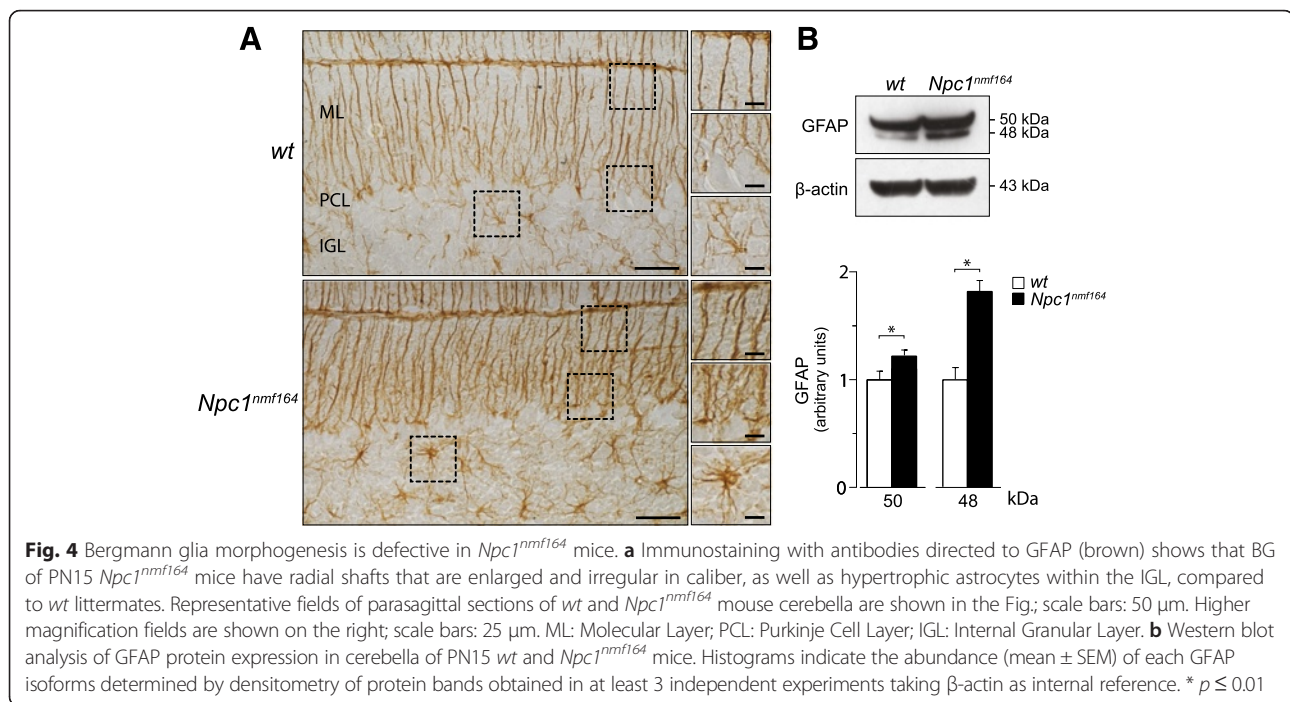 A
B
wt
ML
PCL
IGL
Npc1nmf164
wt Npc1nmf164
GFAP
50 kDa
48 kDa
β-actin
43 kDa
2
1
0
GFAP
(arbitrary units)
*
*
wt
Npc1nmf164
50 48 kDa
Fig. 4 Bergmann glia morphogenesis is defective in Npc1nmf164 mice. a Immunostaining with antibodies directed to GFAP (brown) shows that BG
of PN15 Npc1nmf164 mice have radial shafts that are enlarged and irregular in caliber, as well as hypertrophic astrocytes within the IGL, compared
to wt littermates. Representative fields of parasagittal sections of wt and Npc1nmf164 mouse cerebella are shown in the Fig.; scale bars: 50 μm. Higher
magnification fields are shown on the right; scale bars: 25 μm. ML: Molecular Layer; PCL: Purkinje Cell Layer; IGL: Internal Granular Layer. b Western blot
analysis of GFAP protein expression in cerebella of PN15 wt and Npc1nmf164 mice. Histograms indicate the abundance (mean ± SEM) of each GFAP
isoforms determined by densitometry of protein bands obtained in at least 3 independent experiments taking β-actin as internal reference. * p ≤ 0.01